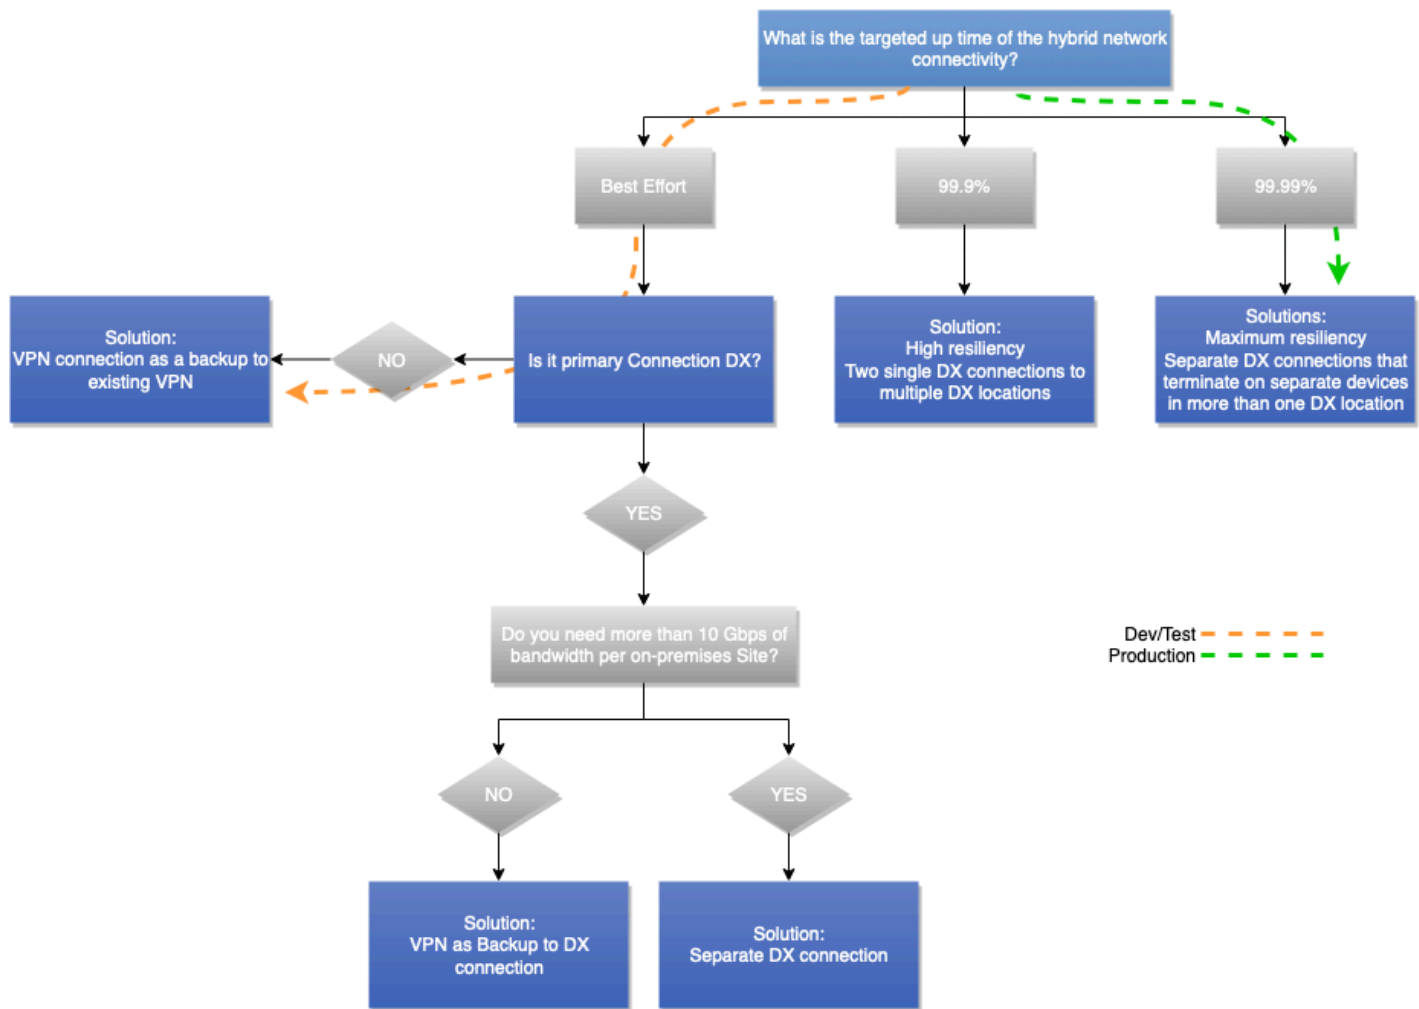 What is the targeted up time of the hybrid network
connectivity?
Best Effort
99.9%
99.99%
Solution:
VPN connection as a backup to
existing VPN
NO
Is it primary Connection DX?
Solution:
High resiliency
Two single DX connections to
multiple DX locations
Solutions:
Maximum resiliency
Separate DX connections that
terminate on separate devices
in more than one DX location
YES
Do you need more than 10 Gbps of
bandwidth per on-premises Site?
Dev/Test
Production
NO
YES
Solution:
VPN as Backup to DX
connection
Solution:
Separate DX connection